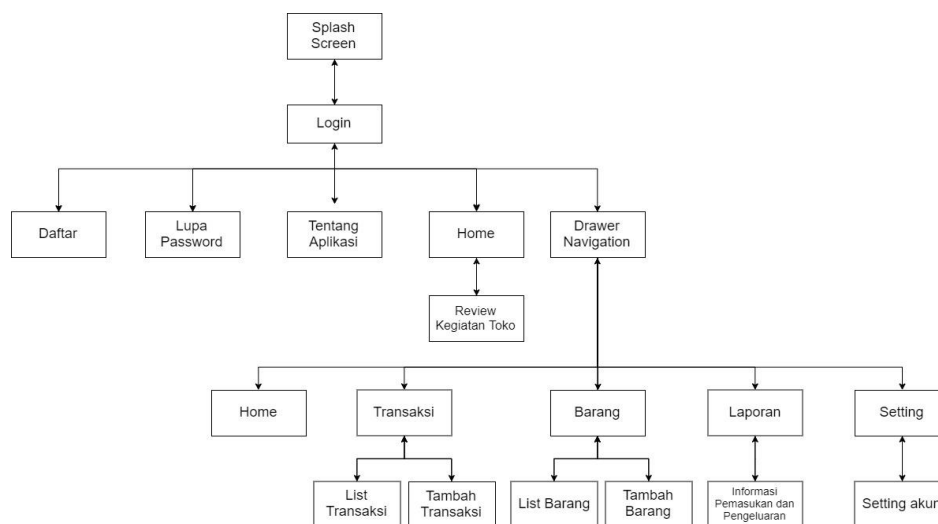 Splash
Screen
Login
Daftar
Lupa
Password
Tentang
Aplikasi
Home
Drawer
Navigation
Review
Kegiatan Toko
Home
Transaksi
Barang
Laporan
Setting
List
Transaksi
Tambah
Transaksi
List Barang
Tambah
Barang
Informasi
Pemasukan dan
Pengeluaran
Setting akun